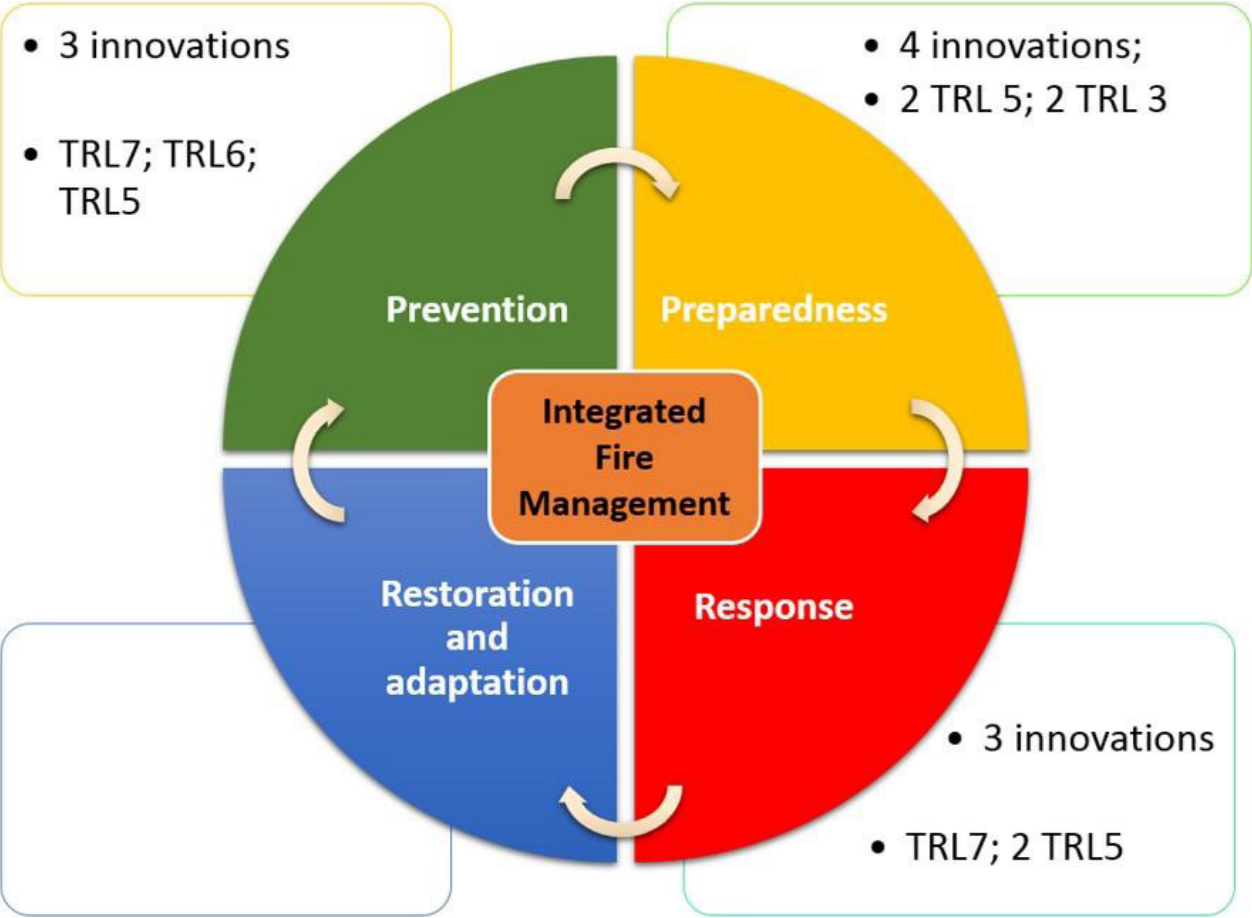 • 3 innovations
• TRL7; TRL6;
TRL5
• 4 innovations;
• 2 TRL 5; 2 TRL 3
Prevention
Preparedness
Integrated
Fire
Management
Restoration
and
adaptation
Response
• 3 innovations
• TRL7; 2 TRL5